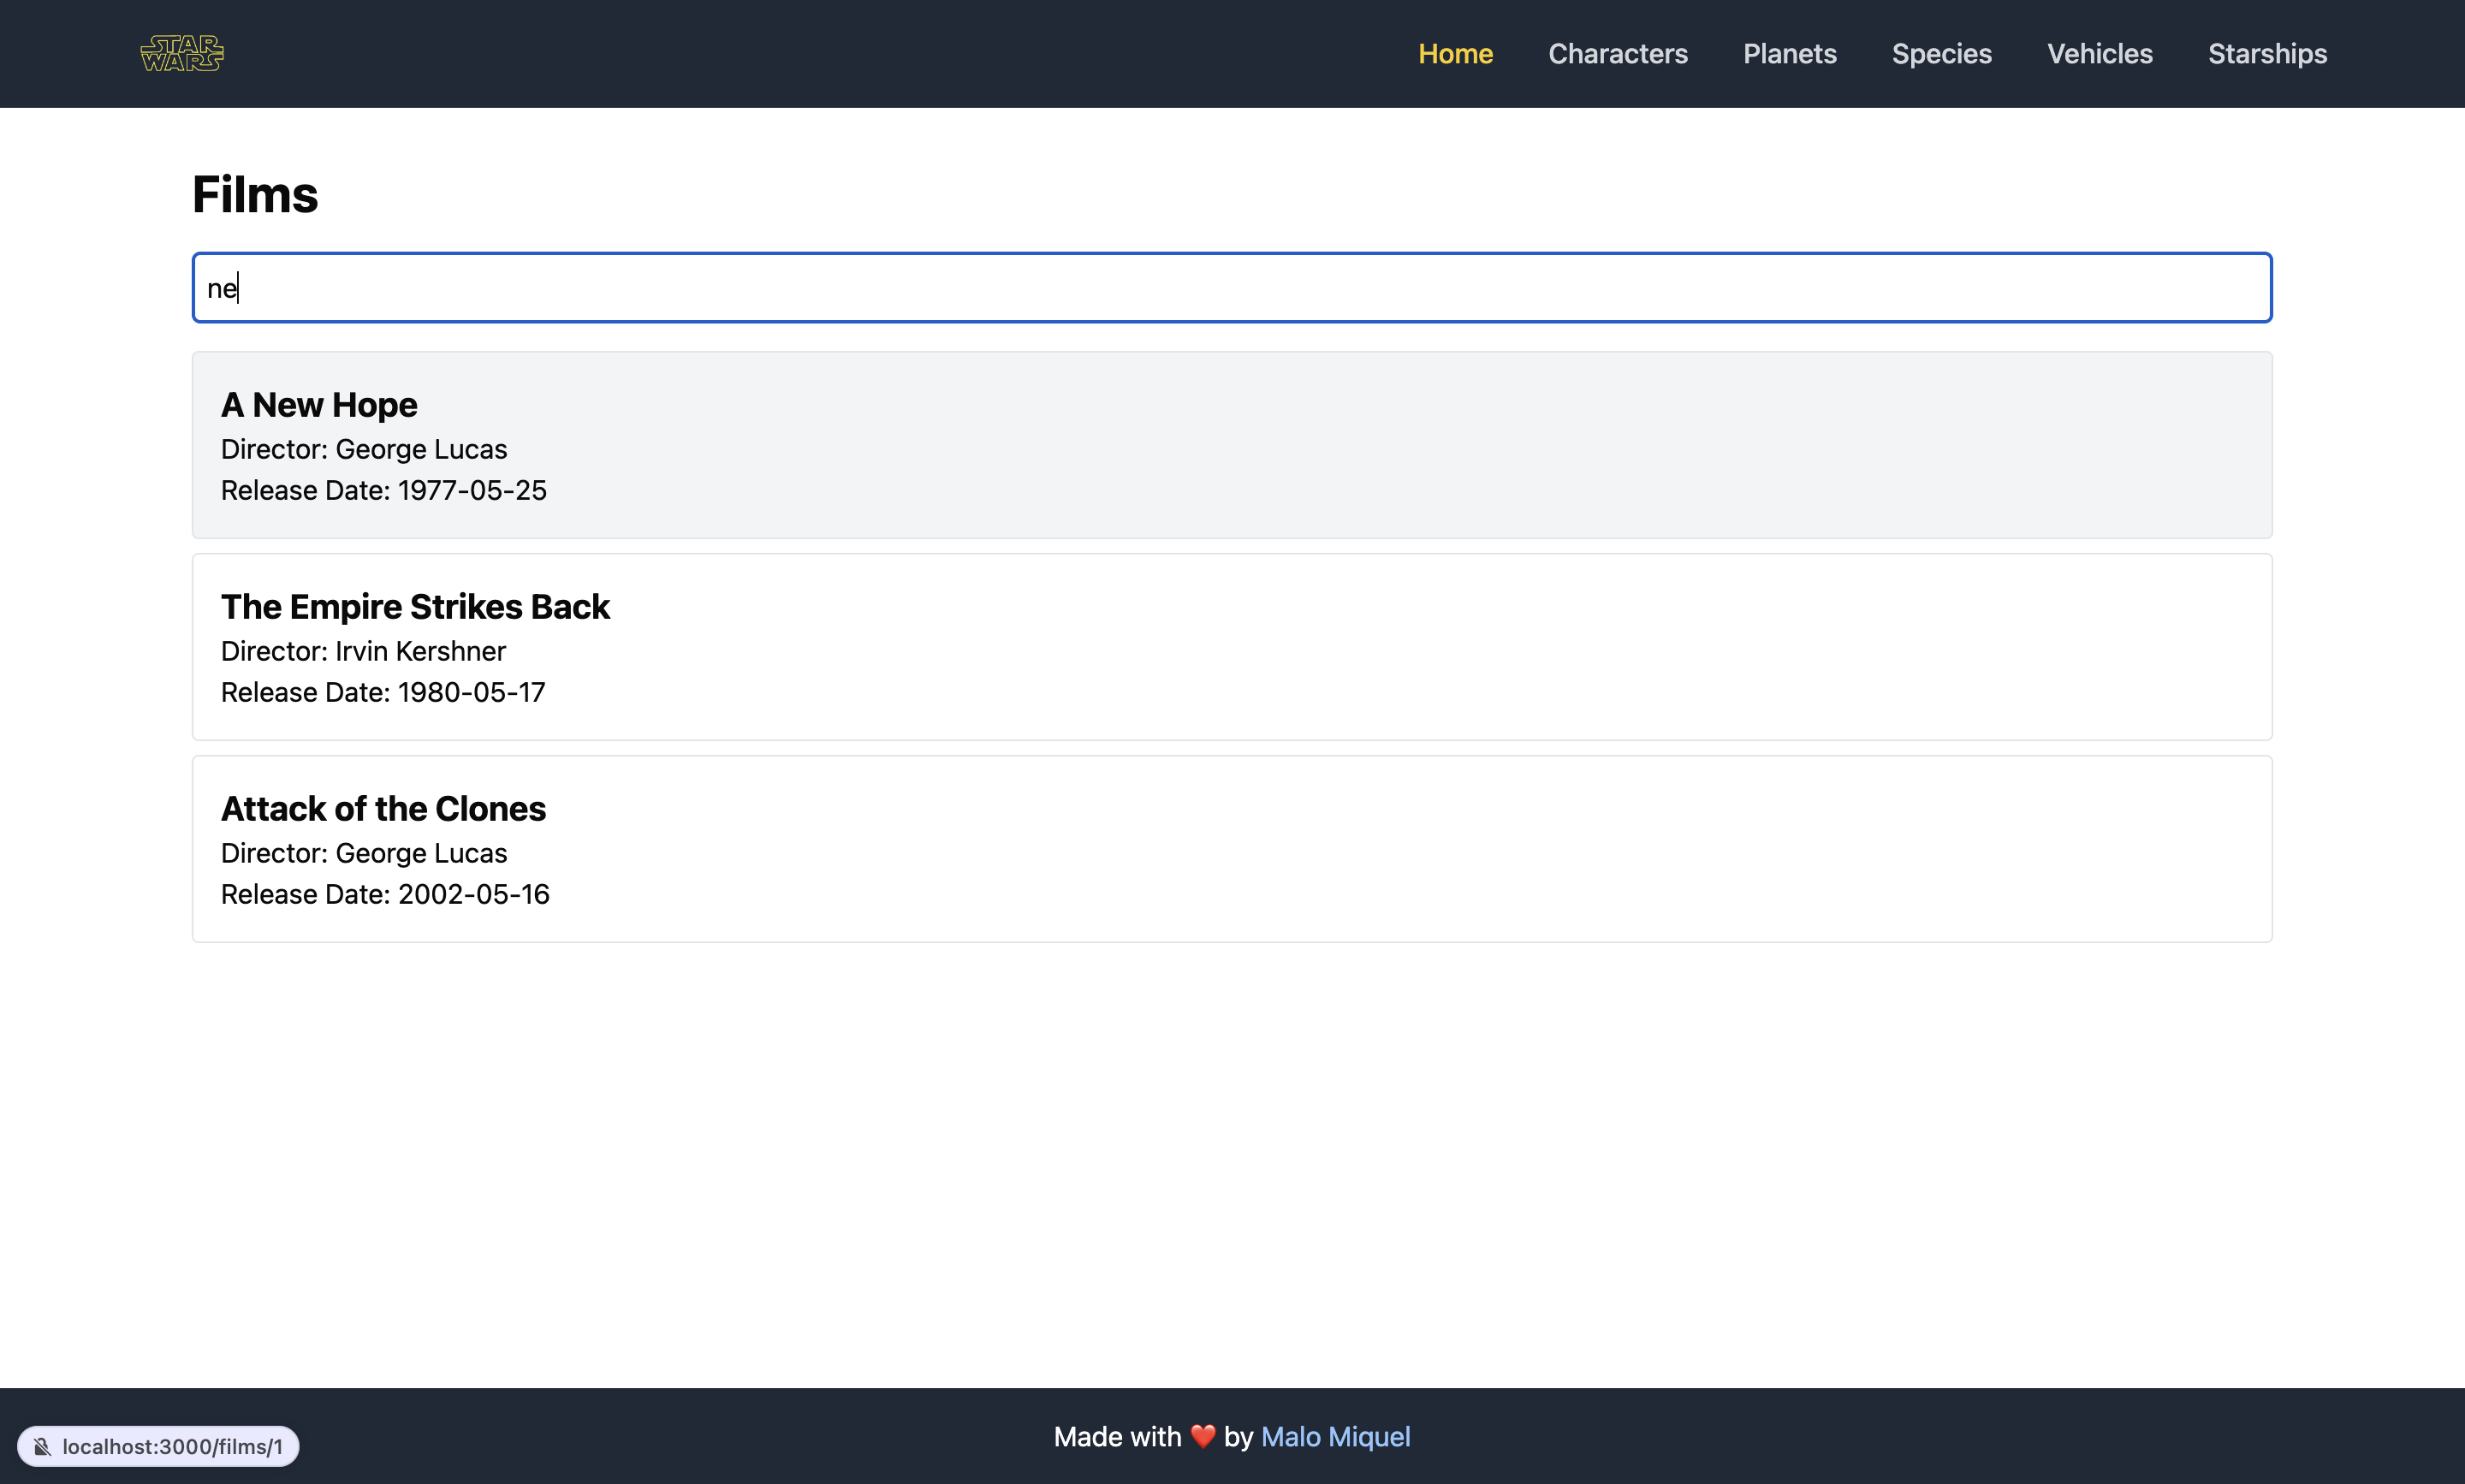 STAR
WARS
Home Characters Planets Species Vehicles Starships
Films
ne
A New Hope
Director: George Lucas
Release Date: 1977-05-25
The Empire Strikes Back
Director: Irvin Kershner
Release Date: 1980-05-17
Attack of the Clones
Director: George Lucas
Release Date: 2002-05-16
Made with ❤️ by Malo Miquel
localhost:3000/films/1